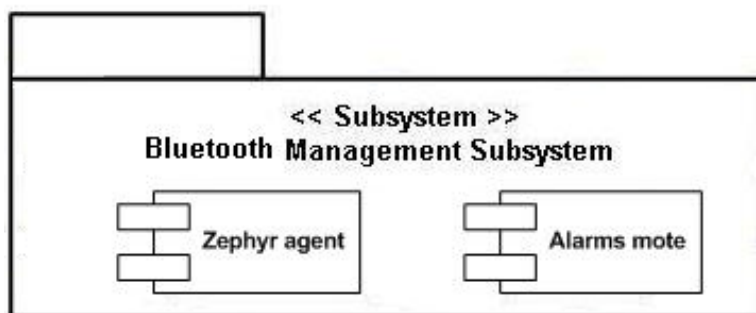 << Subsystem >>
Bluetooth Management Subsystem
Zephyr agent
Alarms mote